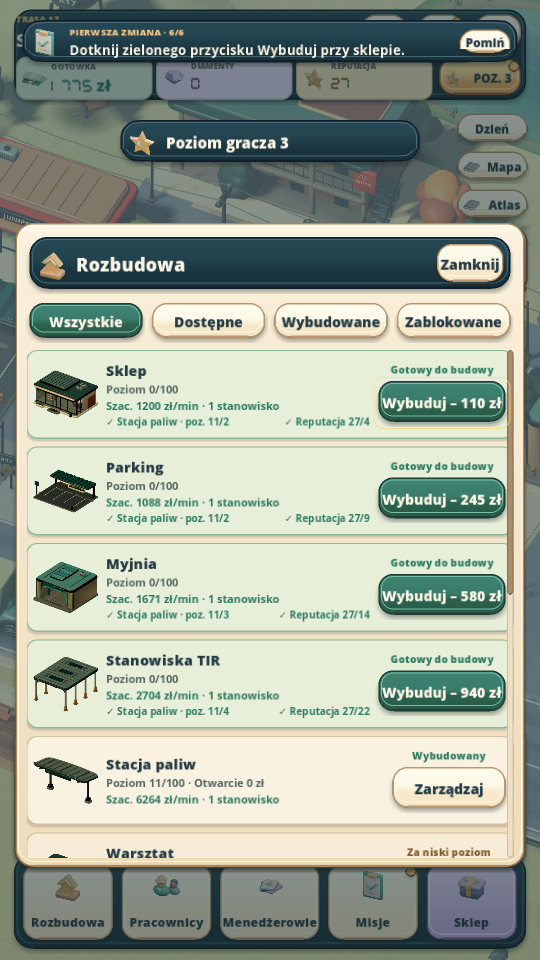 TRASA 17
PIERWSZA ZMIANA · 6/6
Dotknij zielonego przycisku Wybuduj przy sklepie.
Pomiń
GOTÓWKA
1 775 zł
DIAMENTY
0
REPUTACJA
27
POZ. 3
Poziom gracza 3
Dzień
Mapa
Atlas
Rozbudowa
Zamknij
Wszystkie
Dostępne
Wybudowane
Zablokowane
Sklep
Poziom 0/100
Szac. 1200 zł/min · 1 stanowisko
✓ Stacja paliw · poz. 11/2
✓ Reputacja 27/4
Gotowy do budowy
Wybuduj – 110 zł
Parking
Poziom 0/100
Szac. 1088 zł/min · 1 stanowisko
✓ Stacja paliw · poz. 11/2
✓ Reputacja 27/9
Gotowy do budowy
Wybuduj – 245 zł
Myjnia
Poziom 0/100
Szac. 1671 zł/min · 1 stanowisko
✓ Stacja paliw · poz. 11/3
✓ Reputacja 27/14
Gotowy do budowy
Wybuduj – 580 zł
Stanowiska TIR
Poziom 0/100
Szac. 2704 zł/min · 1 stanowisko
✓ Stacja paliw · poz. 11/4
✓ Reputacja 27/22
Gotowy do budowy
Wybuduj – 940 zł
Stacja paliw
Poziom 11/100 · Otwarcie 0 zł
Szac. 6264 zł/min · 1 stanowisko
Wybudowany
Zarządzaj
Warsztat
Za niski poziom
Rozbudowa
Pracownicy
Menedżerowie
Misje
Sklep